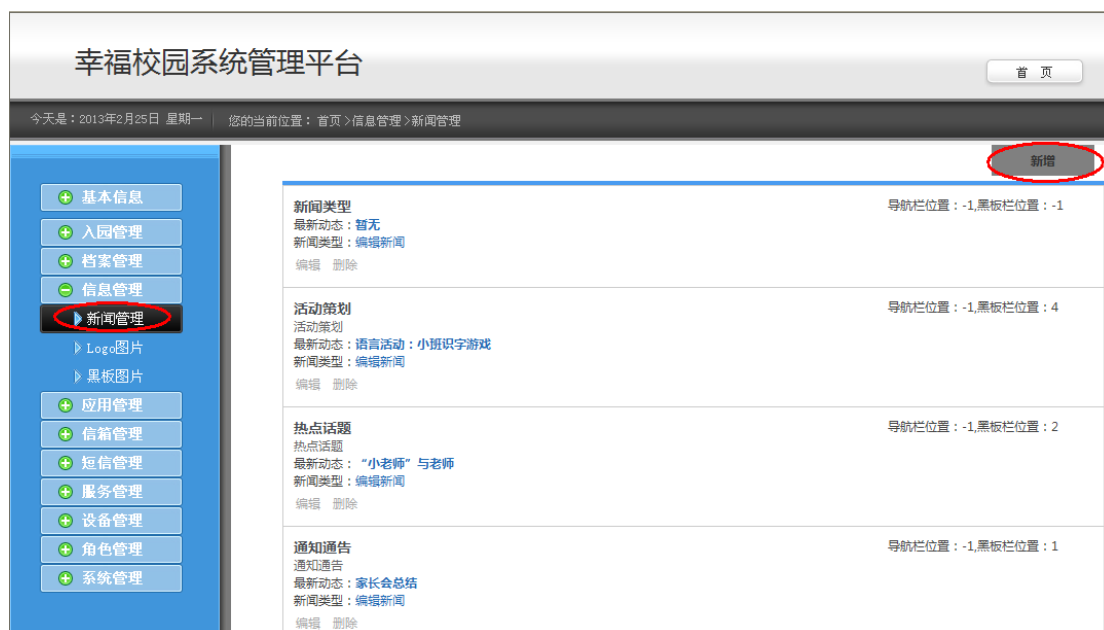 幸福校园系统管理平台
首 页
今天是：2013年2月25日 星期一
您的当前位置：首页>信息管理>新闻管理
新增
基本信息
入园管理
档案管理
信息管理
新闻管理
Logo图片
黑板图片
应用管理
信箱管理
短信管理
服务管理
设备管理
角色管理
系统管理
新闻类型
导航栏位置：-1,黑板栏位置：-1
最新动态：暂无
新闻类型：编辑新闻
编辑 删除
活动策划
导航栏位置：-1,黑板栏位置：4
活动策划
最新动态：语言活动：小班识字游戏
新闻类型：编辑新闻
编辑 删除
热点话题
导航栏位置：-1,黑板栏位置：2
热点话题
最新动态：“小老师”与老师
新闻类型：编辑新闻
编辑 删除
通知通告
导航栏位置：-1,黑板栏位置：1
通知通告
最新动态：家长会总结
新闻类型：编辑新闻
编辑 删除